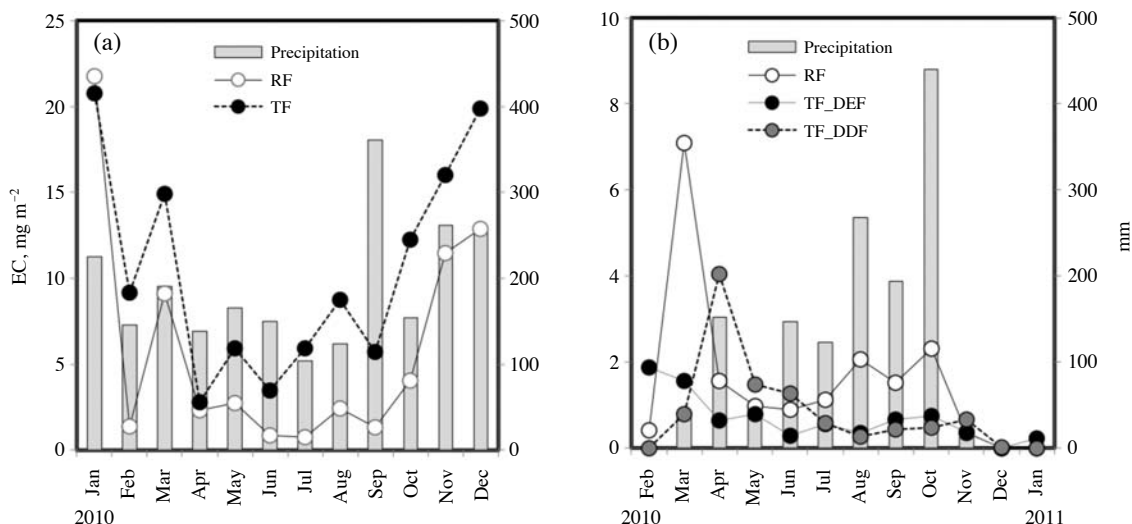 (a)
Precipitation
RF
TF
EC, mg m⁻²
25
20
15
10
5
0
500
400
300
200
100
0
Jan Feb Mar Apr May Jun Jul Aug Sep Oct Nov Dec
2010
(b)
Precipitation
RF
TF_DEF
TF_DDF
10
8
6
4
2
0
500
400
300
200
100
0
mm
Feb Mar Apr May Jun Jul Aug Sep Oct Nov Dec Jan
2010 2011